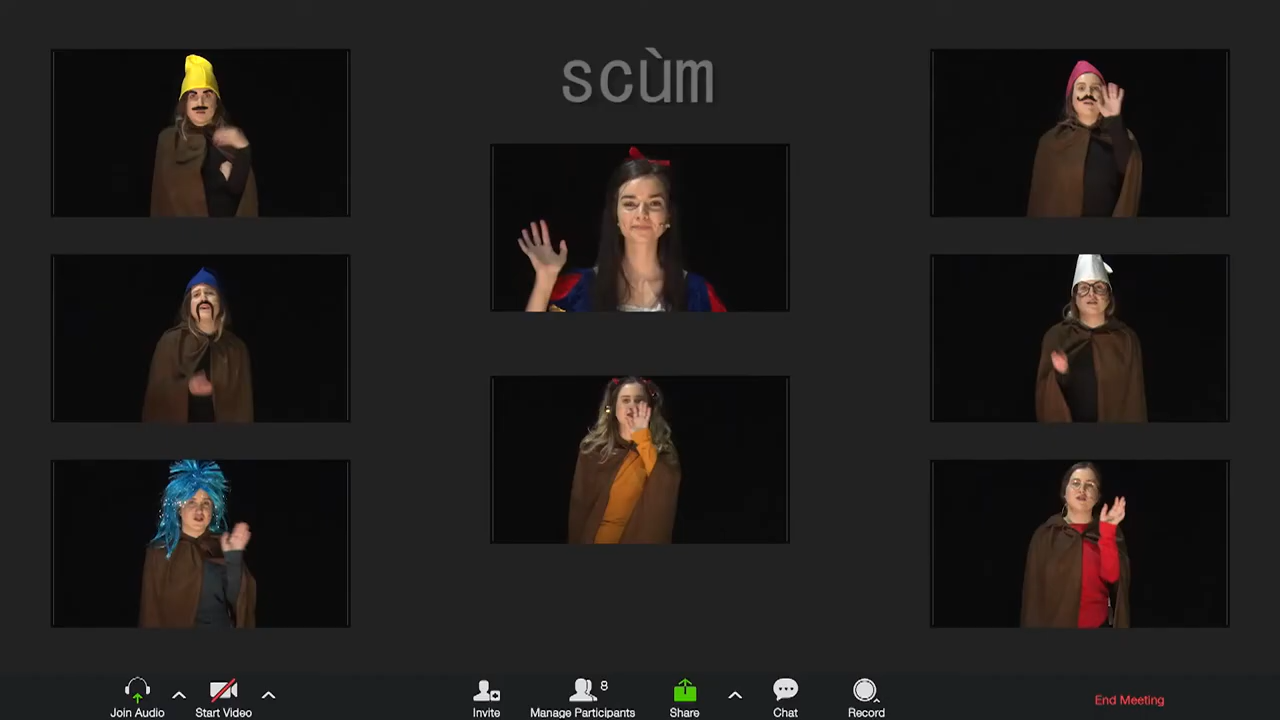 scùm
Join Audio
Start Video
Invite
8
Manage Participants
Share
Chat
Record
End Meeting